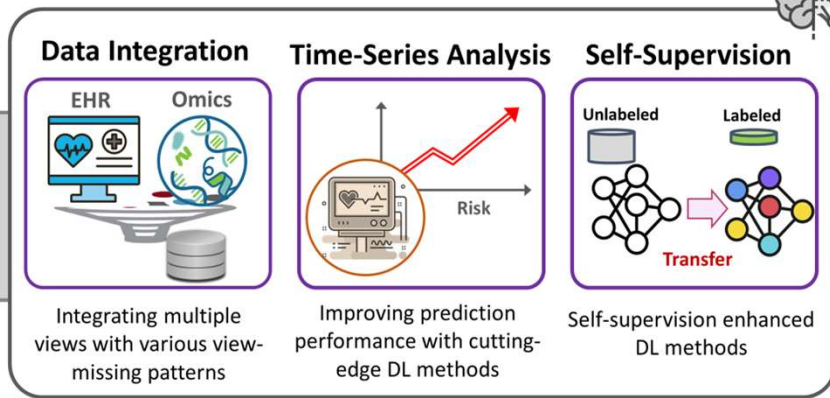 Data Integration
EHR
Omics
Integrating multiple
views with various view-
missing patterns
Time-Series Analysis
Risk
Improving prediction
performance with cutting-
edge DL methods
Self-Supervision
Unlabeled
Labeled
Transfer
Self-supervision enhanced
DL methods